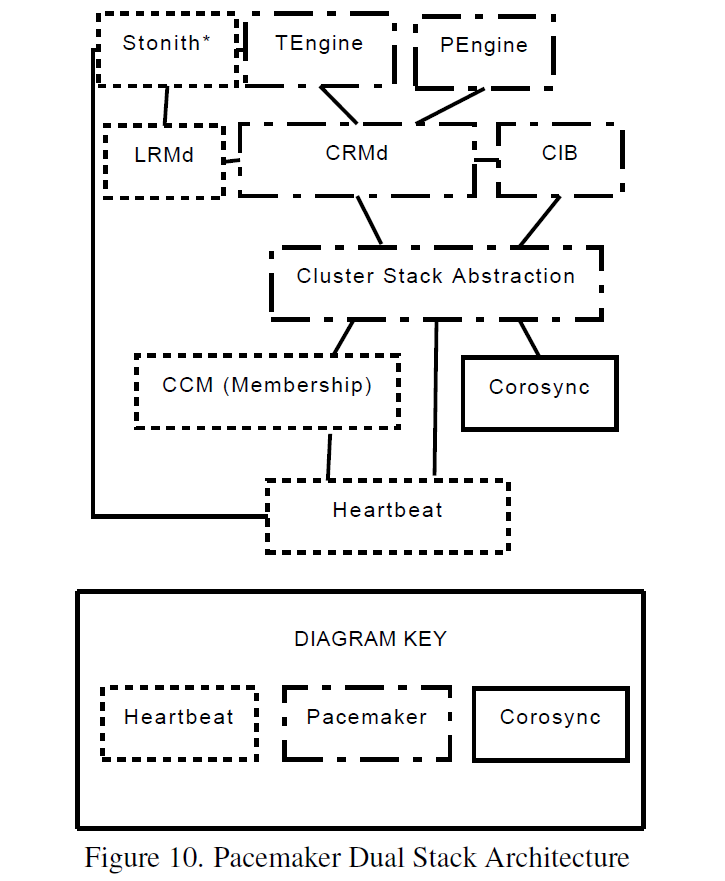 Stonith*
TEngine
PEngine
LRMd
CRMd
CIB
Cluster Stack Abstraction
CCM (Membership)
Corosync
Heartbeat
DIAGRAM KEY
Heartbeat
Pacemaker
Corosync
Figure 10. Pacemaker Dual Stack Architecture